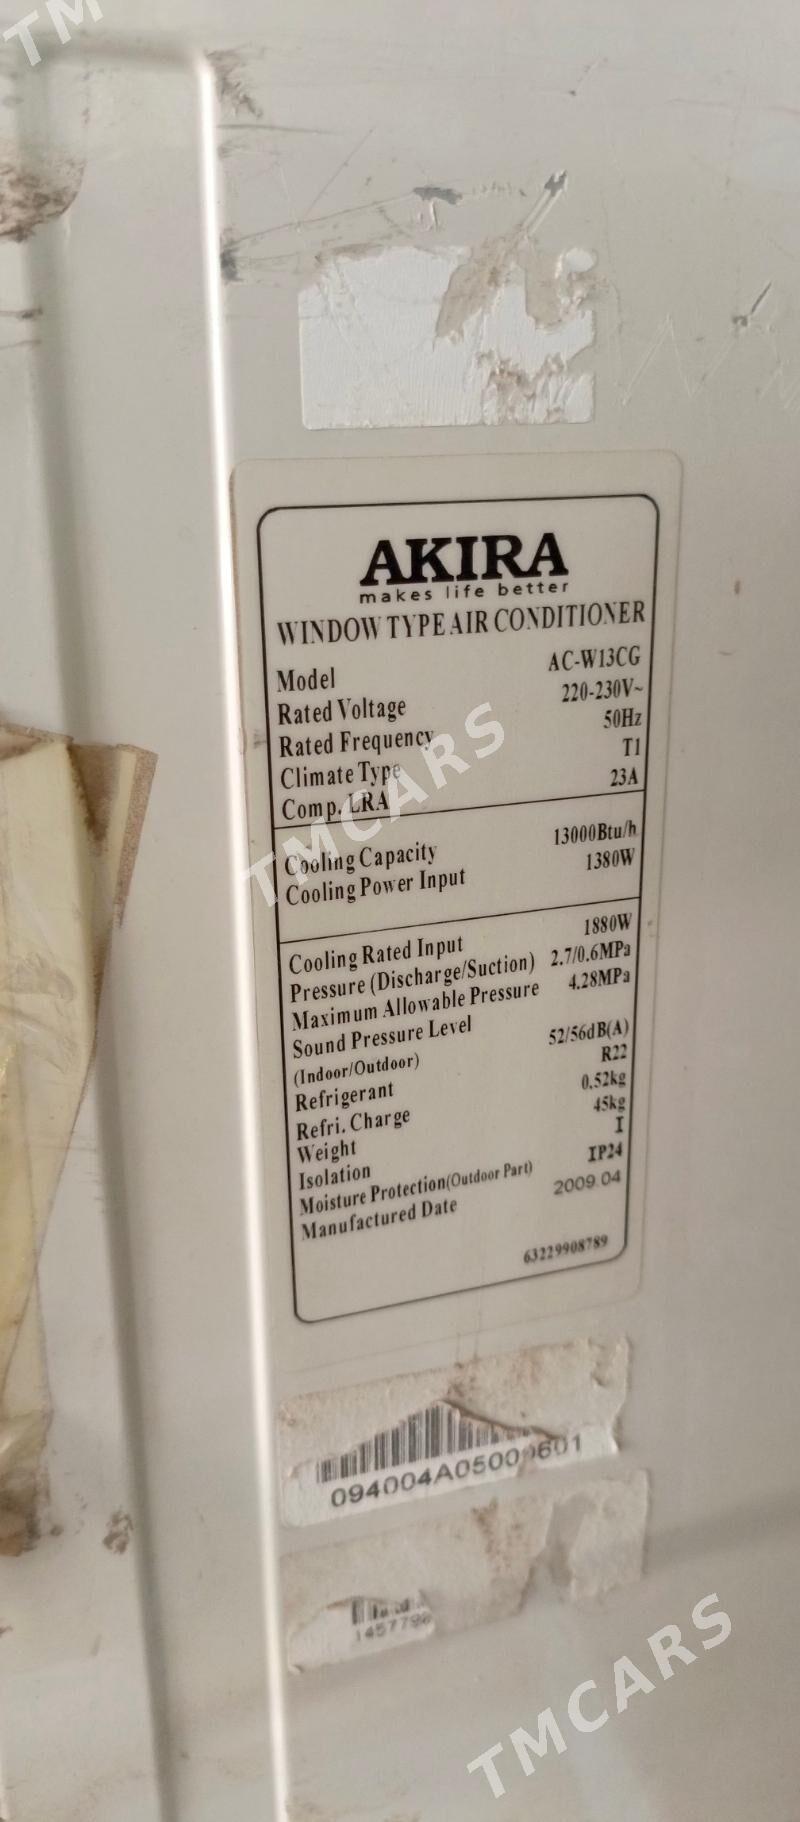 TM
AKIRA
makes life better
WINDOW TYPE AIR CONDITIONER
Model AC-W13CG
Rated Voltage 220-230V~
Rated Frequency 50Hz
Climate Type T1
Comp. LRA 23A
Cooling Capacity 13000Btu/h
Cooling Power Input 1380W
Cooling Rated Input 1880W
Pressure (Discharge/Suction) 2.7/0.6MPa
Maximum Allowable Pressure 4.28MPa
Sound Pressure Level
(Indoor/Outdoor) 52/56dB(A)
Refrigerant R22
Refri. Charge 0.52kg
Weight 45kg
Isolation I
Moisture Protection(Outdoor Part) IP24
Manufactured Date 2009.04
63229908789
TMCARS
TMCARS